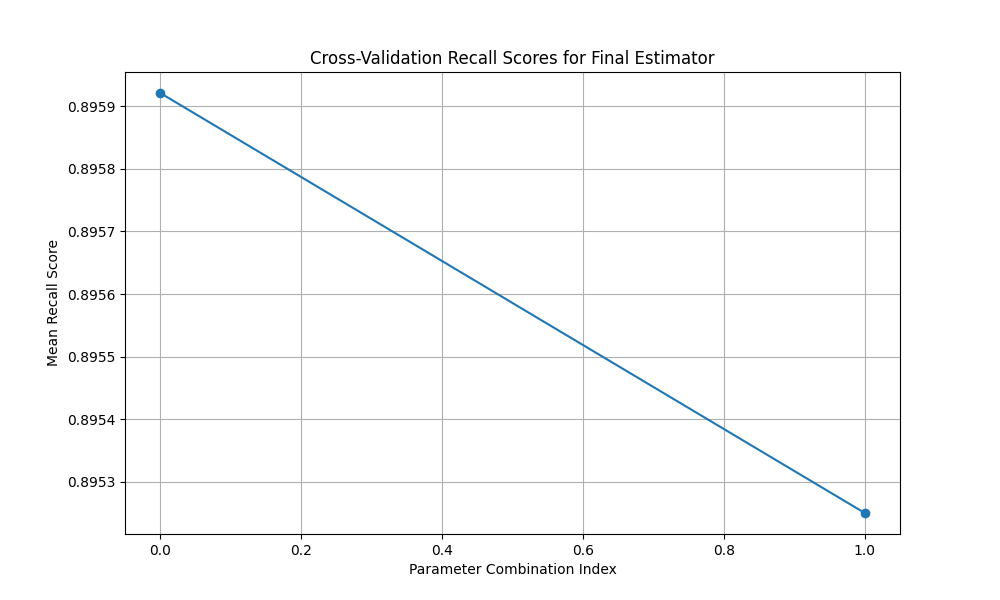 Cross-Validation Recall Scores for Final Estimator
0.8959
0.8958
0.8957
0.8956
0.8955
0.8954
0.8953
Mean Recall Score
0.0 0.2 0.4 0.6 0.8 1.0
Parameter Combination Index